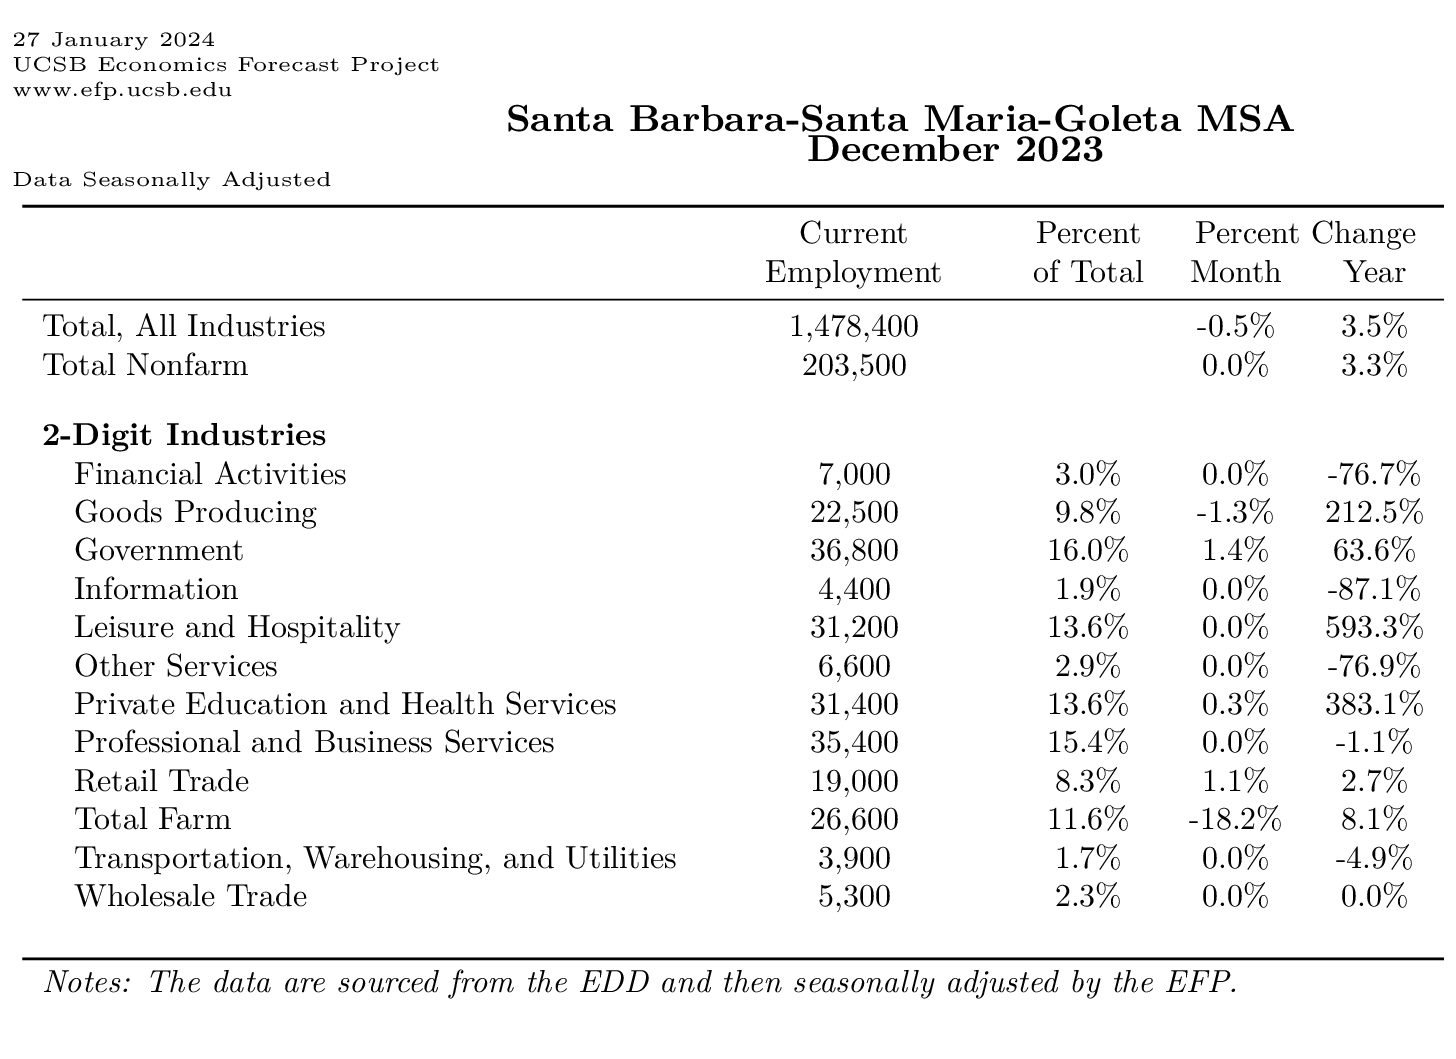 27 January 2024
UCSB Economics Forecast Project
www.efp.ucsb.edu
Santa Barbara-Santa Maria-Goleta MSA
December 2023
Data Seasonally Adjusted
Current Percent Percent Change
Employment of Total Month Year
Total, All Industries 1,478,400 -0.5% 3.5%
Total Nonfarm 203,500 0.0% 3.3%
2-Digit Industries
Financial Activities 7,000 3.0% 0.0% -76.7%
Goods Producing 22,500 9.8% -1.3% 212.5%
Government 36,800 16.0% 1.4% 63.6%
Information 4,400 1.9% 0.0% -87.1%
Leisure and Hospitality 31,200 13.6% 0.0% 593.3%
Other Services 6,600 2.9% 0.0% -76.9%
Private Education and Health Services 31,400 13.6% 0.3% 383.1%
Professional and Business Services 35,400 15.4% 0.0% -1.1%
Retail Trade 19,000 8.3% 1.1% 2.7%
Total Farm 26,600 11.6% -18.2% 8.1%
Transportation, Warehousing, and Utilities 3,900 1.7% 0.0% -4.9%
Wholesale Trade 5,300 2.3% 0.0% 0.0%
Notes: The data are sourced from the EDD and then seasonally adjusted by the EFP.